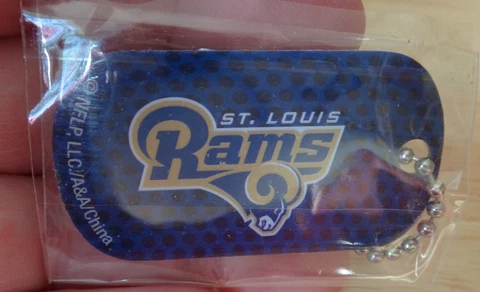 ST. LOUIS
Rams
© NFLP, LLC/A&A/China